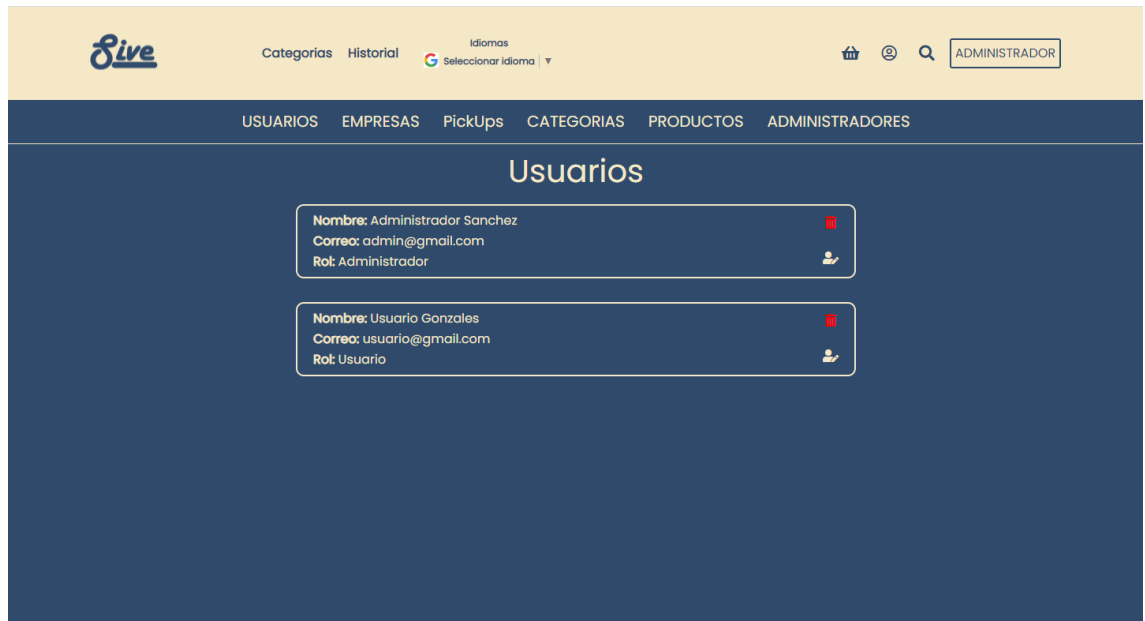 Sive
Categorias Historial
Idiomas
G Seleccionar idioma ▼
ADMINISTRADOR
USUARIOS EMPRESAS PickUps CATEGORIAS PRODUCTOS ADMINISTRADORES
Usuarios
Nombre: Administrador Sanchez
Correo: admin@gmail.com
Rol: Administrador
Nombre: Usuario Gonzales
Correo: usuario@gmail.com
Rol: Usuario